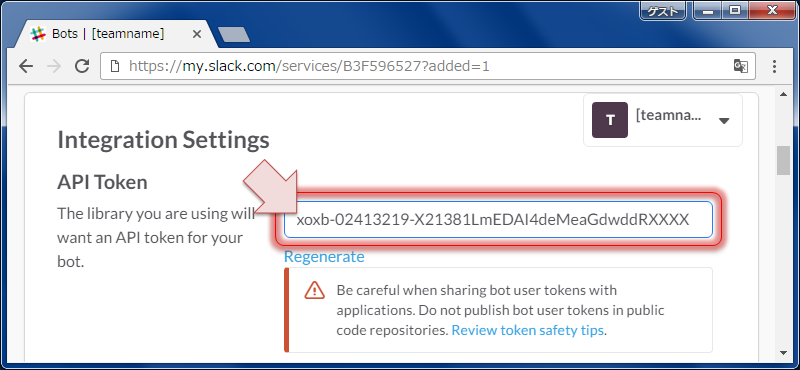 ゲスト
Bots | [teamname]
https://my.slack.com/services/B3F596527?added=1
T
[teamna...
Integration Settings
API Token
The library you are using will
want an API token for your
bot.
xoxb-02413219-X21381LmEDAI4deMeaGdwddRXXXX
Regenerate
Be careful when sharing bot user tokens with
applications. Do not publish bot user tokens in public
code repositories. Review token safety tips.